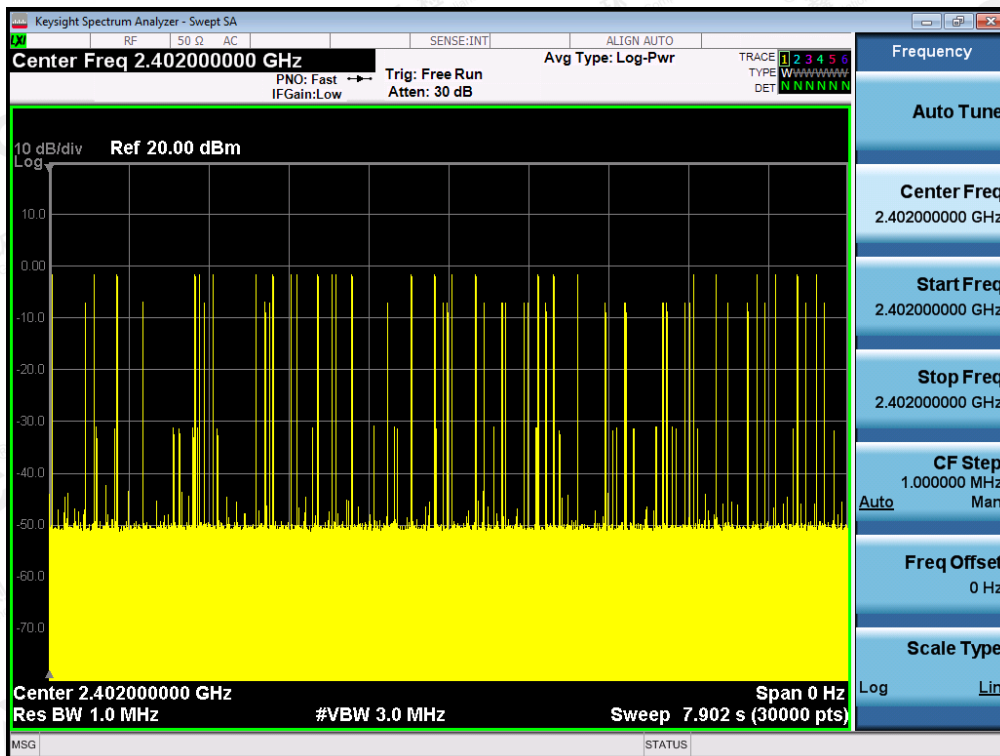 Keysight Spectrum Analyzer - Swept SA
LXI RF 50 Ω AC SENSE:INT ALIGN AUTO
Center Freq 2.402000000 GHz
PNO: Fast
IFGain:Low
Trig: Free Run
Atten: 30 dB
Avg Type: Log-Pwr
TRACE 1 2 3 4 5 6
TYPE W
DET N N N N N N
10 dB/div Ref 20.00 dBm
Log
10.0
0.00
-10.0
-20.0
-30.0
-40.0
-50.0
-60.0
-70.0
Center 2.402000000 GHz Span 0 Hz
Res BW 1.0 MHz #VBW 3.0 MHz Sweep 7.902 s (30000 pts)
MSG STATUS
Frequency
Auto Tune
Center Freq
2.402000000 GHz
Start Freq
2.402000000 GHz
Stop Freq
2.402000000 GHz
CF Step
1.000000 MHz
Auto Man
Freq Offset
0 Hz
Scale Type
Log Lin